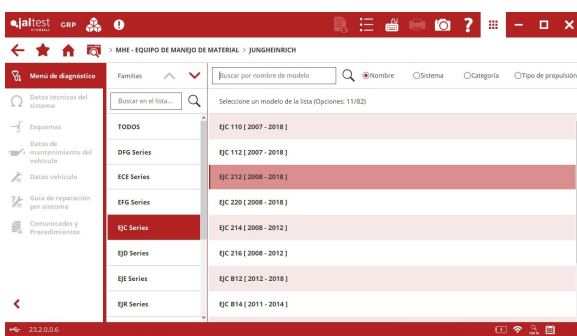 jaltest GRP
> MHE - EQUIPO DE MANEJO DE MATERIAL > JUNGHEINRICH
Menú de diagnóstico
Datos técnicos del sistema
Esquemas
Datos de mantenimiento del vehículo
Datos vehículo
Guía de reparación por síntoma
Comunicados y Procedimientos
Familias
Buscar en el lista...
TODOS
DFG Series
ECE Series
EFG Series
EJC Series
EJD Series
EJE Series
EJR Series
Buscar por nombre de modelo
Nombre
Sistema
Categoría
Tipo de propulsión
Seleccione un modelo de la lista (Opciones: 11/82)
EJC 110 [ 2007 - 2018 ]
EJC 112 [ 2007 - 2018 ]
EJC 212 [ 2008 - 2018 ]
EJC 220 [ 2008 - 2018 ]
EJC 214 [ 2008 - 2012 ]
EJC 216 [ 2008 - 2012 ]
EJC B12 [ 2012 - 2018 ]
EJC B14 [ 2011 - 2014 ]
23.2.0.0.6
100%